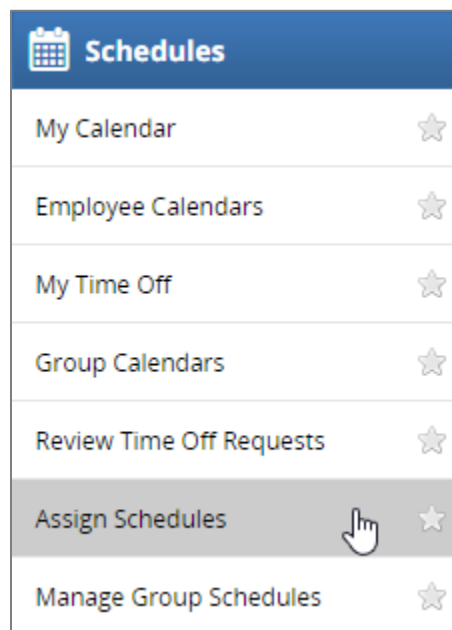 Schedules
My Calendar
Employee Calendars
My Time Off
Group Calendars
Review Time Off Requests
Assign Schedules
Manage Group Schedules